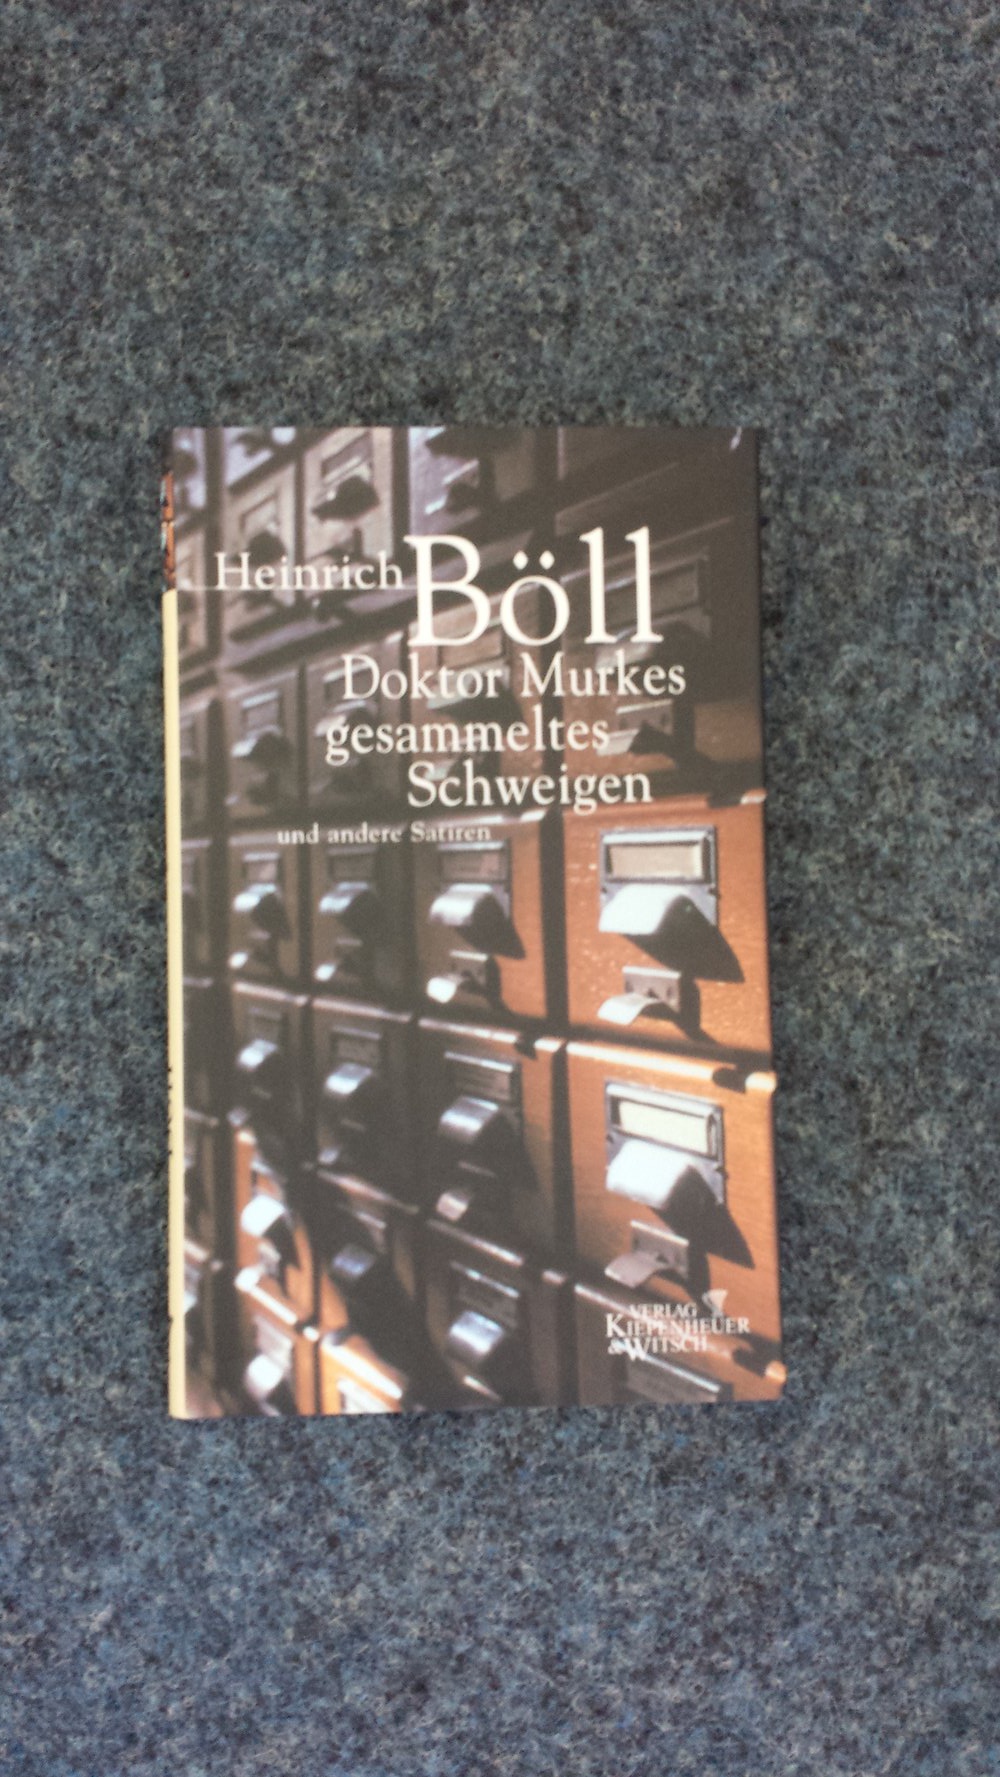 Heinrich Böll
Doktor Murkes
gesammeltes
Schweigen
und andere Satiren
VERLAG
KIEPENHEUER
&WITSCH